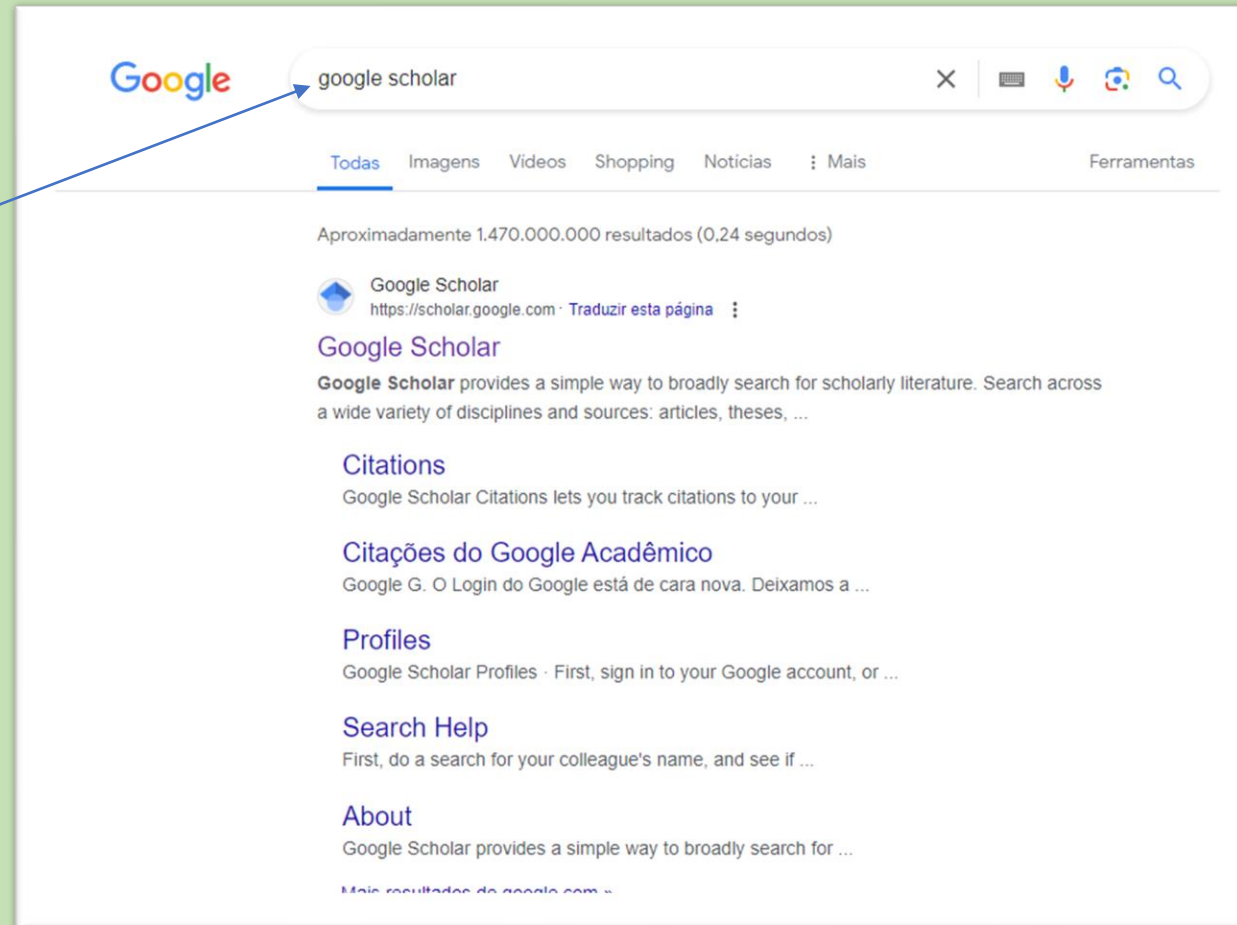 Google
google scholar
Todas Imagens Vídeos Shopping Notícias Mais Ferramentas
Aproximadamente 1.470.000.000 resultados (0,24 segundos)
Google Scholar
https://scholar.google.com · Traduzir esta página
Google Scholar
Google Scholar provides a simple way to broadly search for scholarly literature. Search across
a wide variety of disciplines and sources: articles, theses, ...
Citations
Google Scholar Citations lets you track citations to your ...
Citações do Google Acadêmico
Google G. O Login do Google está de cara nova. Deixamos a ...
Profiles
Google Scholar Profiles · First, sign in to your Google account, or ...
Search Help
First, do a search for your colleague's name, and see if ...
About
Google Scholar provides a simple way to broadly search for ...
Mais resultados de google.com »